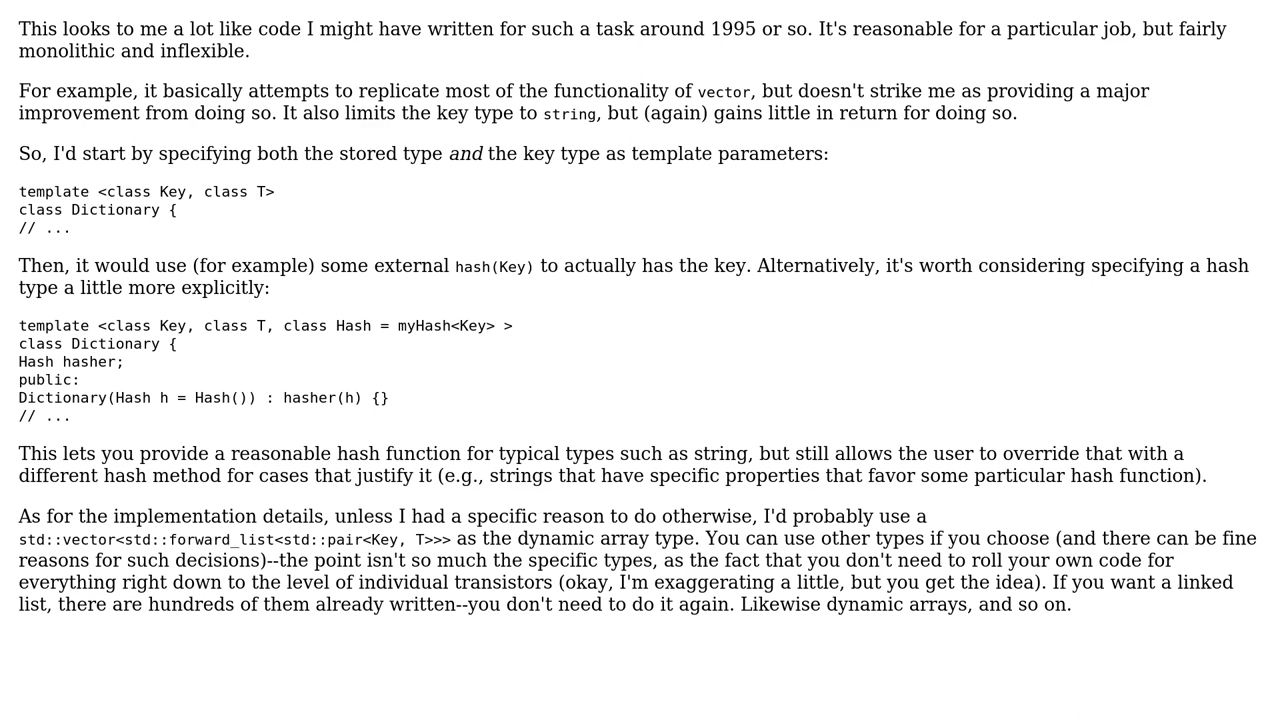 This looks to me a lot like code I might have written for such a task around 1995 or so. It's reasonable for a particular job, but fairly
monolithic and inflexible.
For example, it basically attempts to replicate most of the functionality of vector, but doesn't strike me as providing a major
improvement from doing so. It also limits the key type to string, but (again) gains little in return for doing so.
So, I'd start by specifying both the stored type and the key type as template parameters:
template <class Key, class T>
class Dictionary {
// ...
Then, it would use (for example) some external hash(Key) to actually has the key. Alternatively, it's worth considering specifying a hash
type a little more explicitly:
template <class Key, class T, class Hash = myHash<Key> >
class Dictionary {
Hash hasher;
public:
Dictionary(Hash h = Hash()) : hasher(h) {}
// ...
This lets you provide a reasonable hash function for typical types such as string, but still allows the user to override that with a
different hash method for cases that justify it (e.g., strings that have specific properties that favor some particular hash function).
As for the implementation details, unless I had a specific reason to do otherwise, I'd probably use a
std::vector<std::forward_list<std::pair<Key, T>>> as the dynamic array type. You can use other types if you choose (and there can be fine
reasons for such decisions)--the point isn't so much the specific types, as the fact that you don't need to roll your own code for
everything right down to the level of individual transistors (okay, I'm exaggerating a little, but you get the idea). If you want a linked
list, there are hundreds of them already written--you don't need to do it again. Likewise dynamic arrays, and so on.